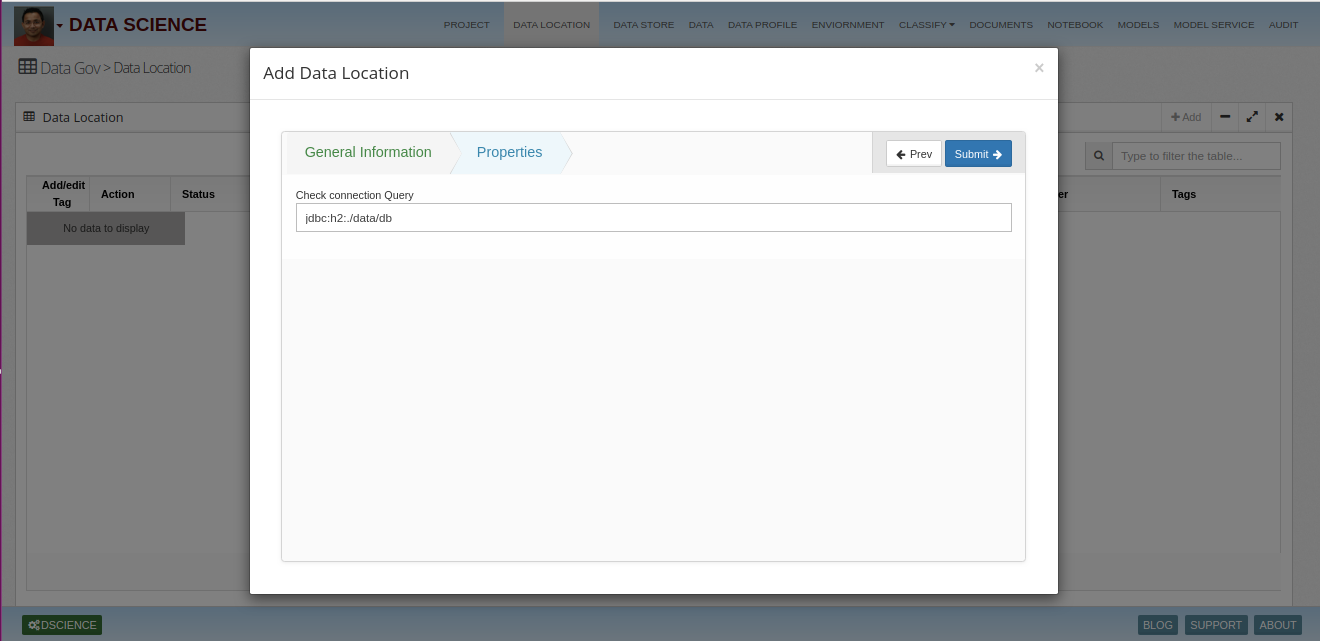 DATA SCIENCE
PROJECT DATA LOCATION DATA STORE DATA DATA PROFILE ENVIORNMENT CLASSIFY DOCUMENTS NOTEBOOK MODELS MODEL SERVICE AUDIT
Data Gov > Data Location
Add Data Location
×
Data Location
+ Add
General Information
Properties
Prev
Submit
Type to filter the table...
Add/edit Tag
Action
Status
er
Tags
No data to display
Check connection Query
jdbc:h2:./data/db
DSCIENCE
BLOG
SUPPORT
ABOUT